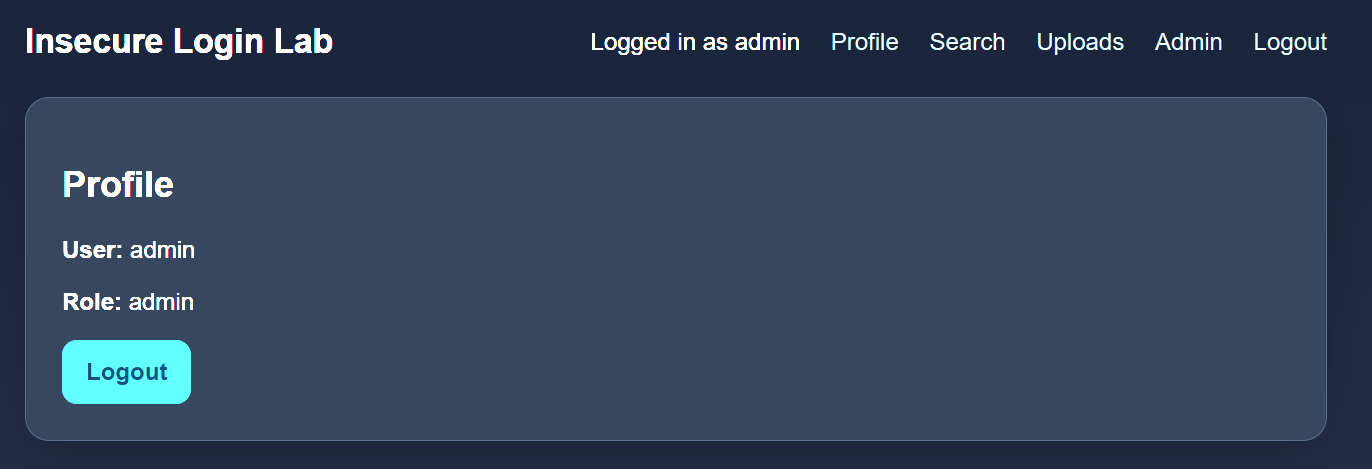 Insecure Login Lab
Logged in as admin Profile Search Uploads Admin Logout
Profile
User: admin
Role: admin
Logout